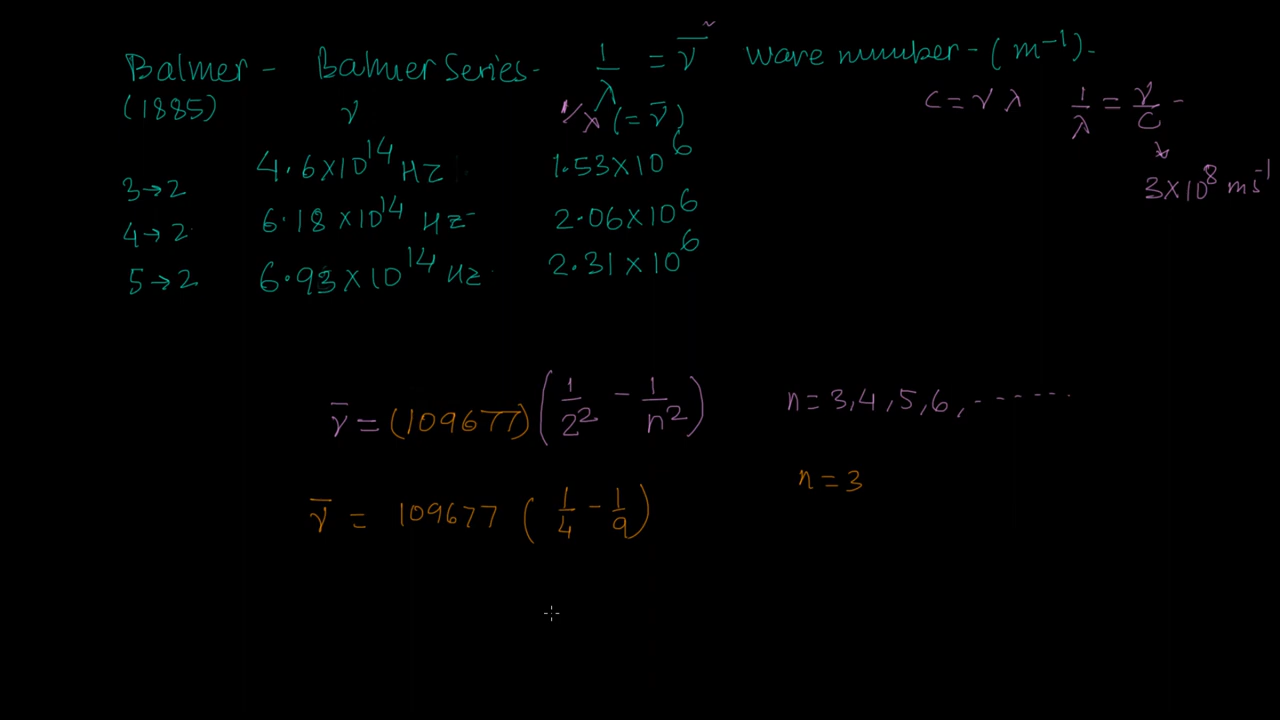 Balmer - Balmer Series- 1/λ = ν̄ wave number - (m⁻¹)-
(1885) ν 1/λ (= ν̄) c = ν λ 1/λ = ν/c -
3→2 4.6×10¹⁴ Hz 1.53×10⁶ 3×10⁸ ms⁻¹
4→2 6.18×10¹⁴ Hz- 2.06×10⁶
5→2 6.93×10¹⁴ Hz 2.31×10⁶
ν̄ = (109677) (1/2² - 1/n²) n = 3,4,5,6, ------
n = 3
ν̄ = 109677 (1/4 - 1/9)